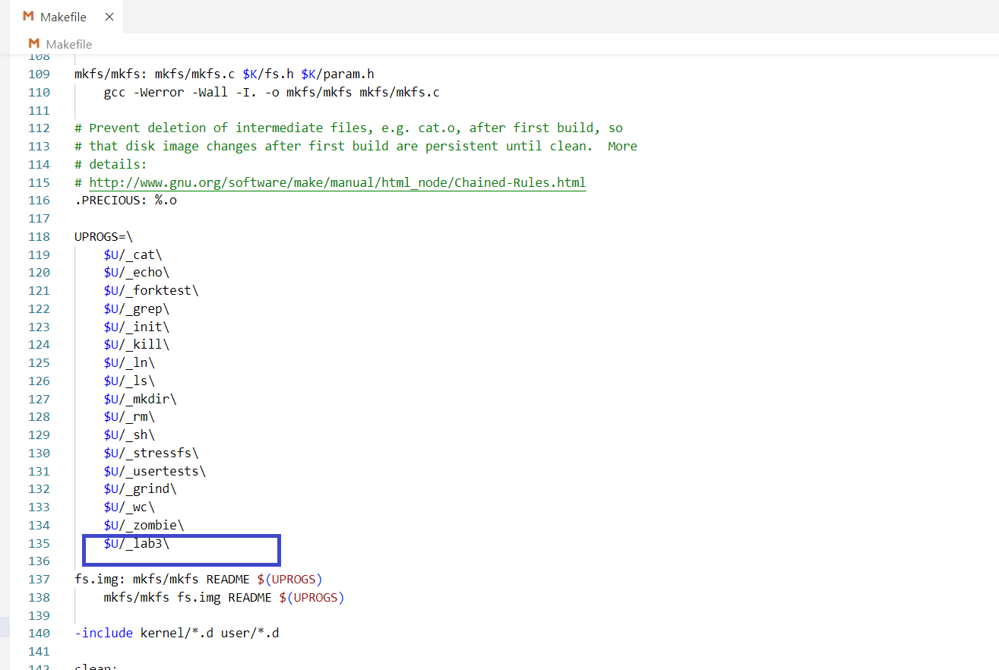 Makefile
Makefile
108
109 mkfs/mkfs: mkfs/mkfs.c $K/fs.h $K/param.h
110     gcc -Werror -Wall -I. -o mkfs/mkfs mkfs/mkfs.c
111
112 # Prevent deletion of intermediate files, e.g. cat.o, after first build, so
113 # that disk image changes after first build are persistent until clean.  More
114 # details:
115 # http://www.gnu.org/software/make/manual/html_node/Chained-Rules.html
116 .PRECIOUS: %.o
117
118 UPROGS=\
119     $U/_cat\
120     $U/_echo\
121     $U/_forktest\
122     $U/_grep\
123     $U/_init\
124     $U/_kill\
125     $U/_ln\
126     $U/_ls\
127     $U/_mkdir\
128     $U/_rm\
129     $U/_sh\
130     $U/_stressfs\
131     $U/_usertests\
132     $U/_grind\
133     $U/_wc\
134     $U/_zombie\
135     $U/_lab3\
136
137 fs.img: mkfs/mkfs README $(UPROGS)
138     mkfs/mkfs fs.img README $(UPROGS)
139
140 -include kernel/*.d user/*.d
141
142 clean: